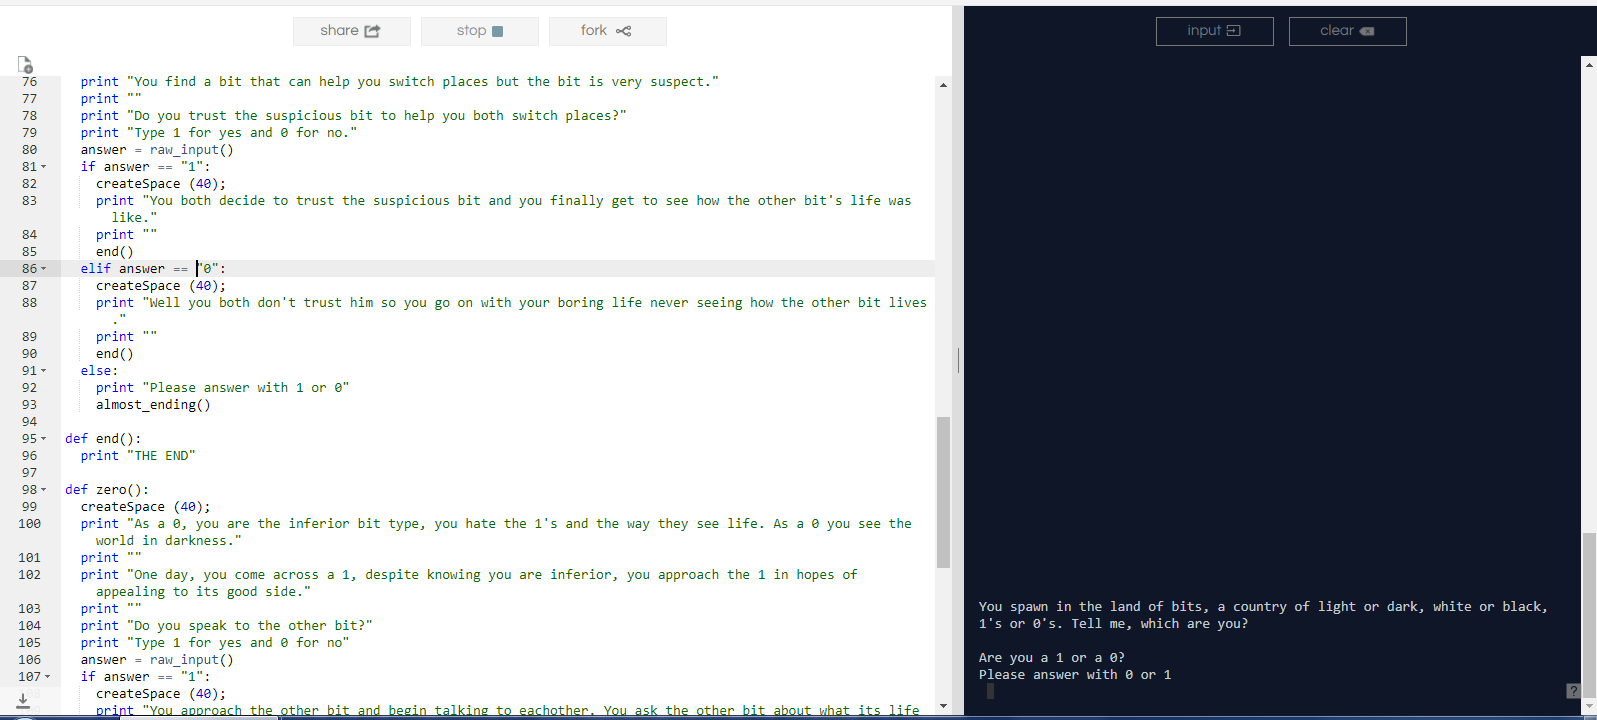 share
stop
fork
input
clear
76 print "You find a bit that can help you switch places but the bit is very suspect."
77 print ""
78 print "Do you trust the suspicious bit to help you both switch places?"
79 print "Type 1 for yes and 0 for no."
80 answer = raw_input()
81 if answer == "1":
82 createSpace (40);
83 print "You both decide to trust the suspicious bit and you finally get to see how the other bit's life was
like."
84 print ""
85 end()
86 elif answer == "0":
87 createSpace (40);
88 print "Well you both don't trust him so you go on with your boring life never seeing how the other bit lives
."
89 print ""
90 end()
91 else:
92 print "Please answer with 1 or 0"
93 almost_ending()
94
95 def end():
96 print "THE END"
97
98 def zero():
99 createSpace (40);
100 print "As a 0, you are the inferior bit type, you hate the 1's and the way they see life. As a 0 you see the
world in darkness."
101 print ""
102 print "One day, you come across a 1, despite knowing you are inferior, you approach the 1 in hopes of
appealing to its good side."
103 print ""
104 print "Do you speak to the other bit?"
105 print "Type 1 for yes and 0 for no"
106 answer = raw_input()
107 if answer == "1":
108 createSpace (40);
print "You approach the other bit and begin talking to eachother. You ask the other bit about what its life
You spawn in the land of bits, a country of light or dark, white or black,
1's or 0's. Tell me, which are you?
Are you a 1 or a 0?
Please answer with 0 or 1
?